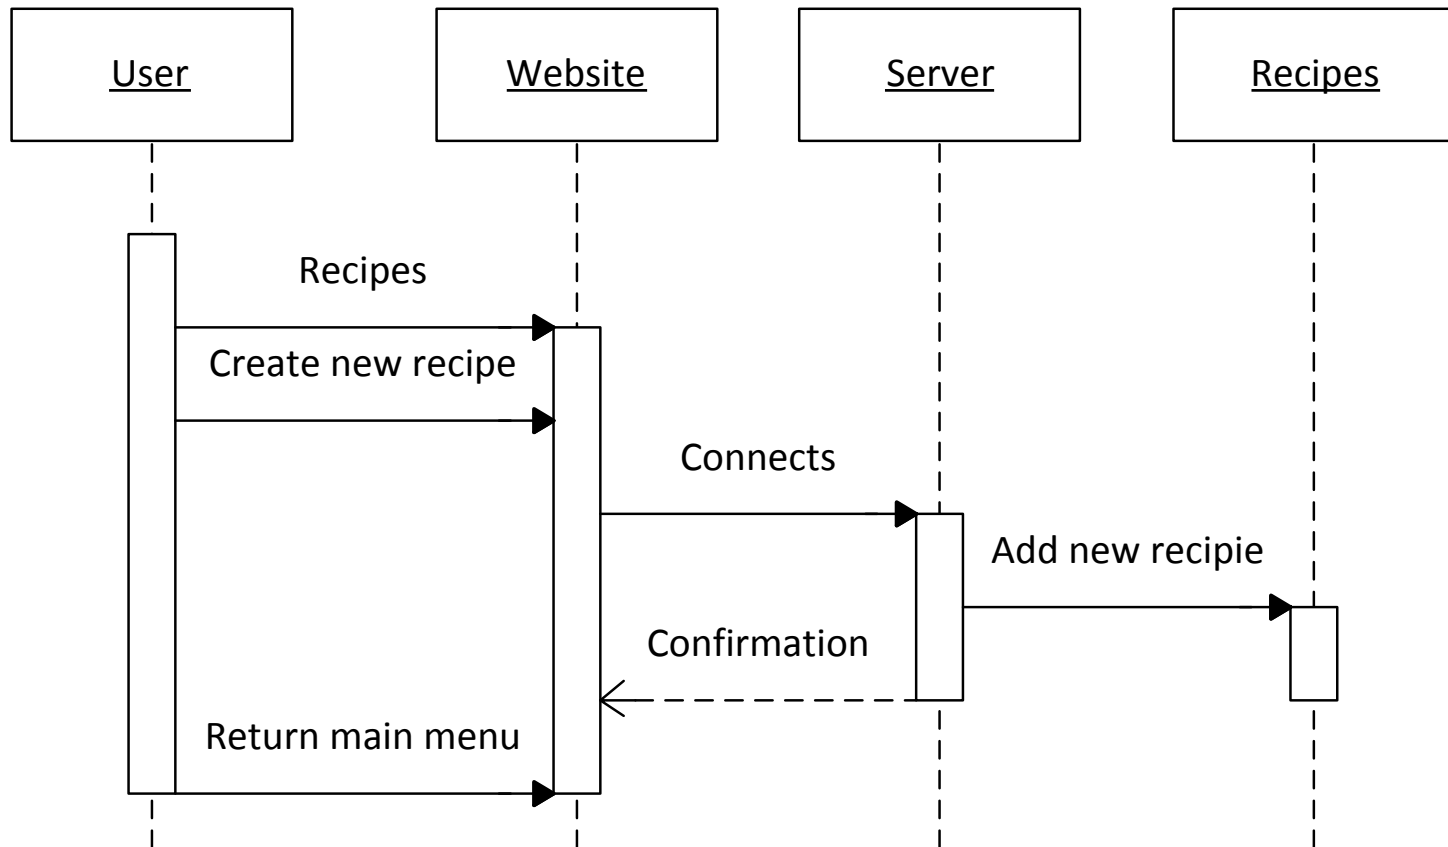 User
Website
Server
Recipes
Recipes
Create new recipe
Connects
Add new recipie
Confirmation
Return main menu